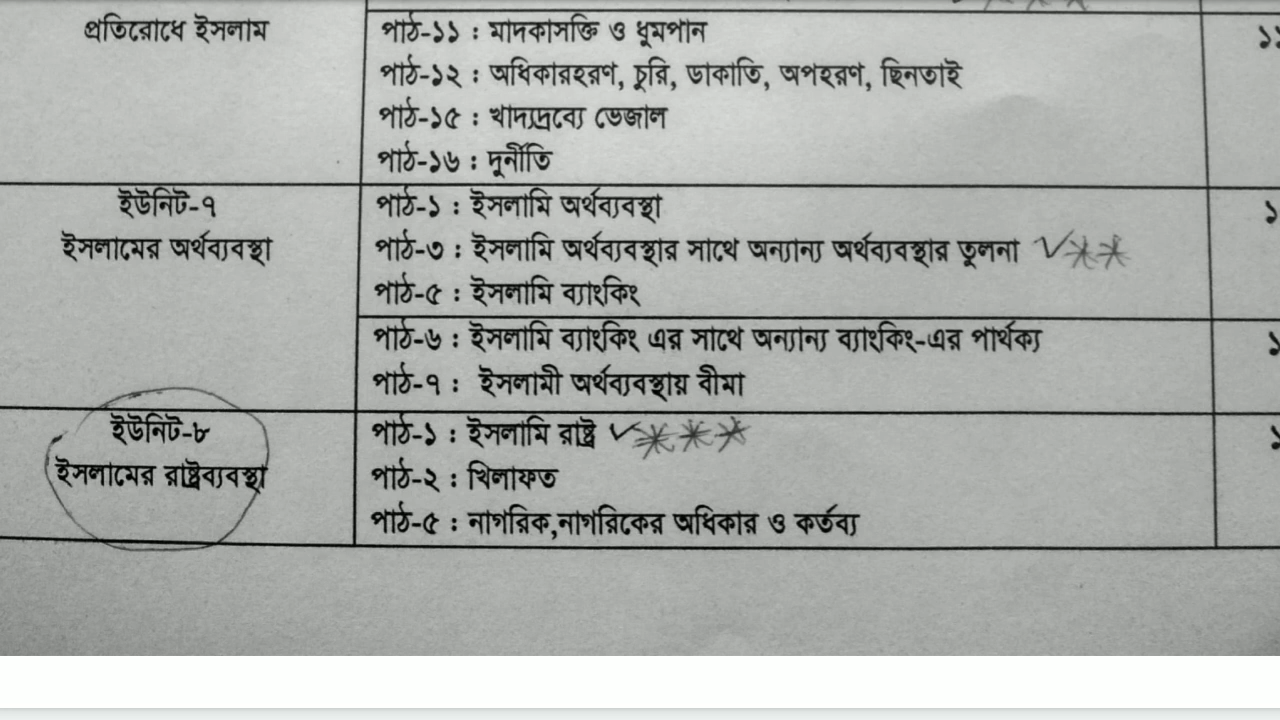 প্রতিরোধে ইসলাম
পাঠ-১১ : মাদকাসক্তি ও ধূমপান
পাঠ-১২ : অধিকারহরণ, চুরি, ডাকাতি, অপহরণ, ছিনতাই
পাঠ-১৫ : খাদ্যদ্রব্যে ভেজাল
পাঠ-১৬ : দুর্নীতি
ইউনিট-৭
ইসলামের অর্থব্যবস্থা
পাঠ-১ : ইসলামি অর্থব্যবস্থা
পাঠ-৩ : ইসলামি অর্থব্যবস্থার সাথে অন্যান্য অর্থব্যবস্থার তুলনা
পাঠ-৫ : ইসলামি ব্যাংকিং
পাঠ-৬ : ইসলামি ব্যাংকিং এর সাথে অন্যান্য ব্যাংকিং-এর পার্থক্য
পাঠ-৭ : ইসলামী অর্থব্যবস্থায় বীমা
ইউনিট-৮
ইসলামের রাষ্ট্রব্যবস্থা
পাঠ-১ : ইসলামি রাষ্ট্র
পাঠ-২ : খিলাফত
পাঠ-৫ : নাগরিক,নাগরিকের অধিকার ও কর্তব্য